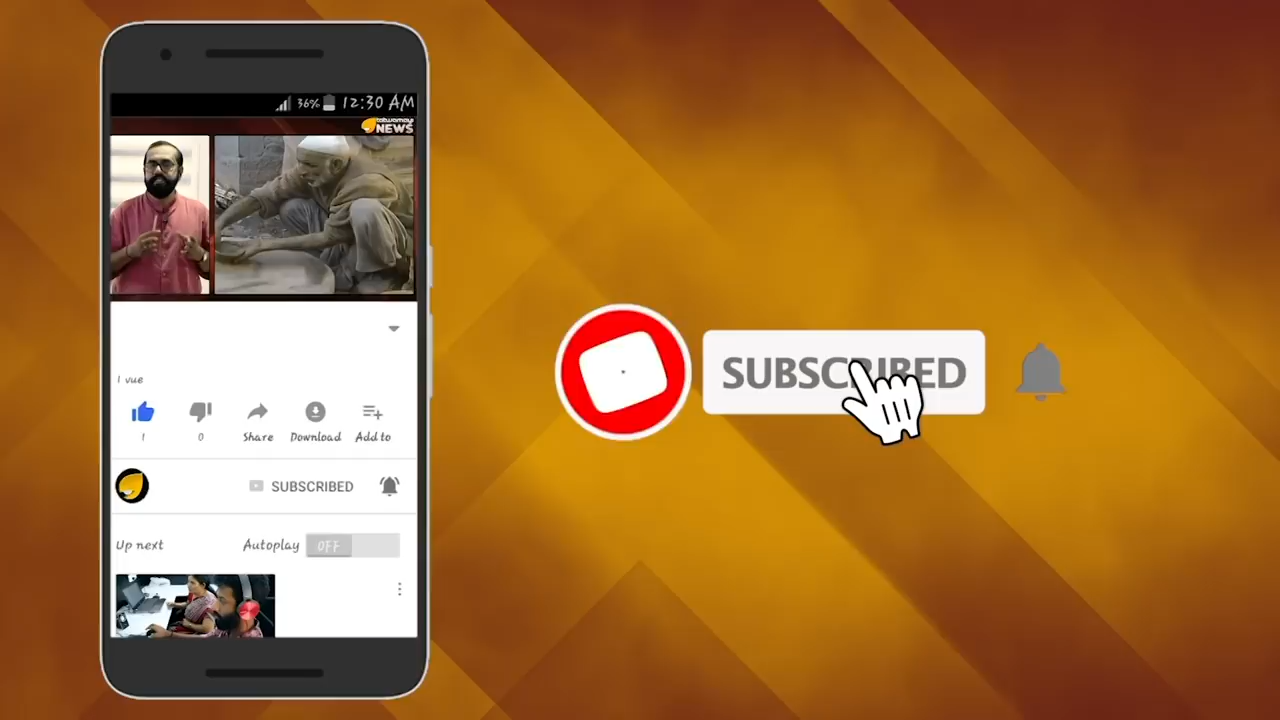 36% 12:30 AM
tatwamayi
NEWS
1 vue
1 0 Share Download Add to
SUBSCRIBED
Up next Autoplay OFF
SUBSCRIBED